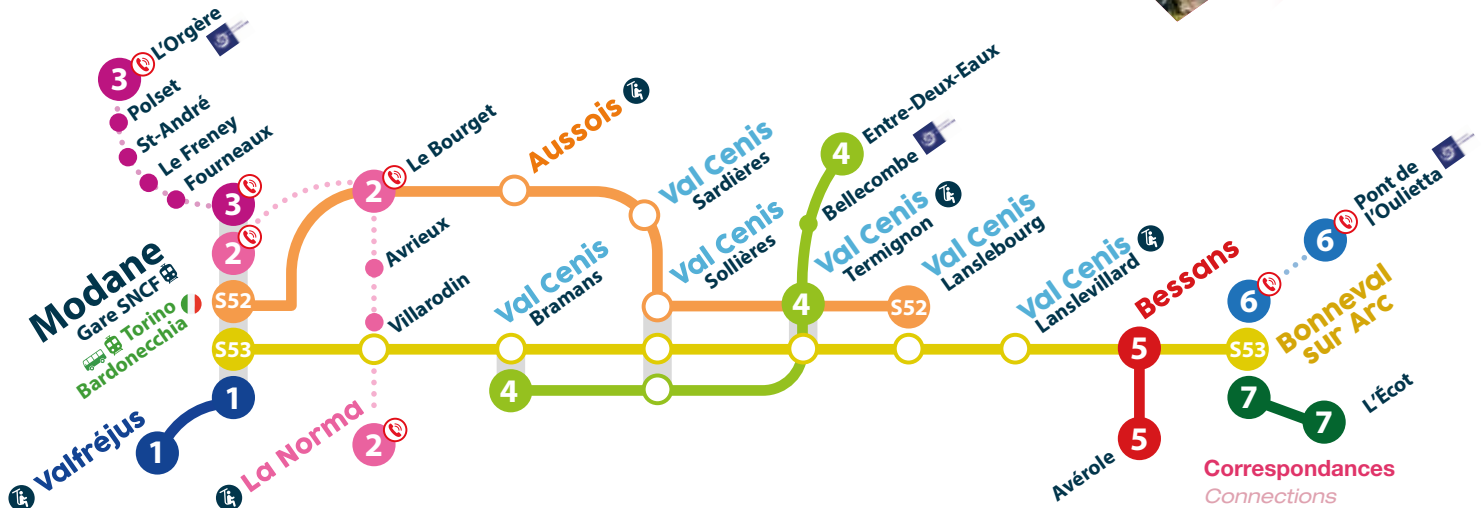 3
L'Orgère
Polset
St-André
Le Freney
Fourneaux
3
2
Modane
Gare SNCF
Torino
Bardonecchia
S52
S53
1
Valfréjus
1
La Norma
2
2
Le Bourget
Avrieux
Villarodin
Aussois
Val Cenis
Sardières
Val Cenis
Bramans
4
Val Cenis
Sollières
4
Entre-Deux-Eaux
Bellecombe
Val Cenis
Termignon
4
Val Cenis
Lanslebourg
S52
Val Cenis
Lanslevillard
Bessans
5
5
Avérole
6
Pont de
l'Oulietta
6
S53
Bonneval
sur Arc
7
7
L'Écot
Correspondances
Connections